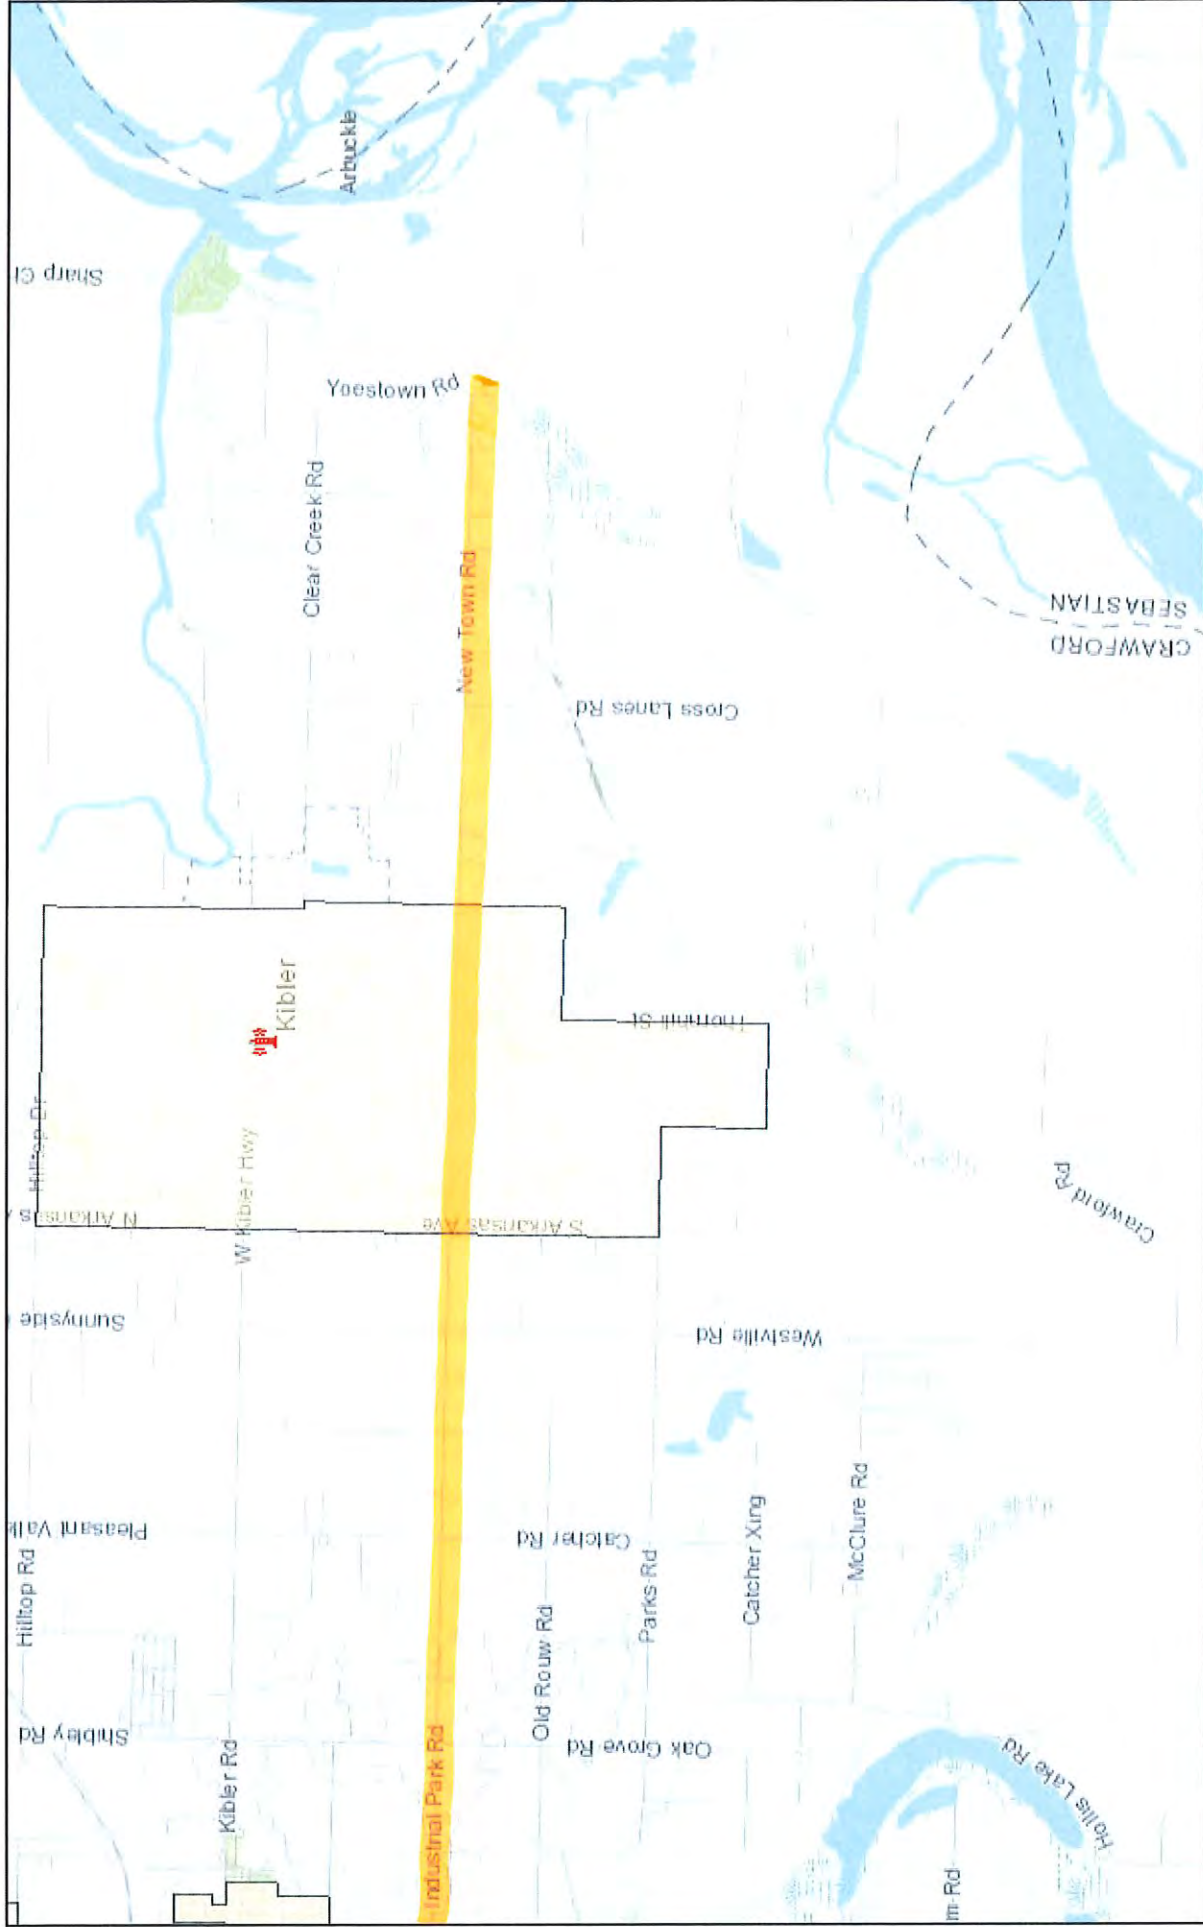 Sharp Cl
Arbuckle
Yoestown Rd
Clear Creek Rd
New Town Rd
Cross Lanes Rd
SEBASTIAN
CRAWFORD
Kibler
Thornhill St
Hilltop Dr
N Arkansas
W Kibler Hwy
S Arkansas Ave
Crawford Rd
Sunnyside
Westville Rd
Pleasant Valle
Hilltop Rd
Catcher Rd
Parks Rd
Catcher Xing
McClure Rd
Old Rouw Rd
Shibley Rd
Kibler Rd
Industrial Park Rd
Oak Grove Rd
Hollis Lake Rd
m Rd